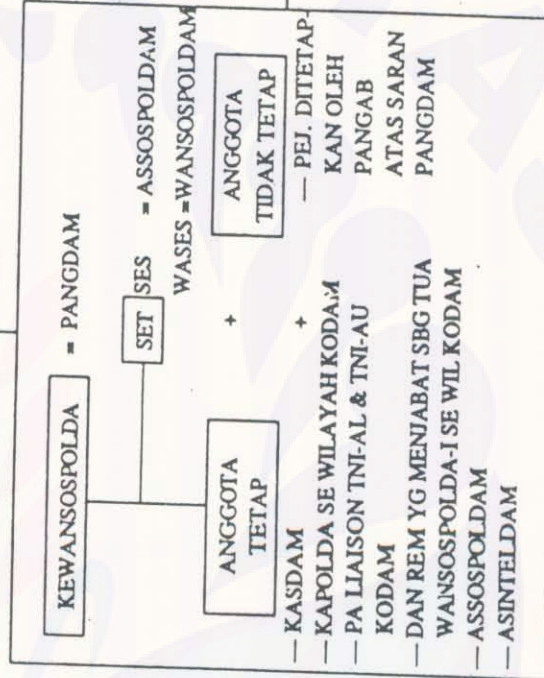 KEWANSOSPOLDA = PANGDAM
SET SES = ASSOSPOLDAM
WASES =WANSOSPOLDAM
ANGGOTA
TETAP
+
ANGGOTA
TIDAK TETAP
— KASDAM
— KAPOLDA SE WILAYAH KODAM
— PA LIAISON TNI-AL & TNI-AU
KODAM
— DAN REM YG MENJABAT SBG TUA
WANSOSPOLDA-I SE WIL KODAM
— ASSOSPOLDAM
— ASINTELDAM
+
— PEJ. DITETAP-
KAN OLEH
PANGAB
ATAS SARAN
PANGDAM